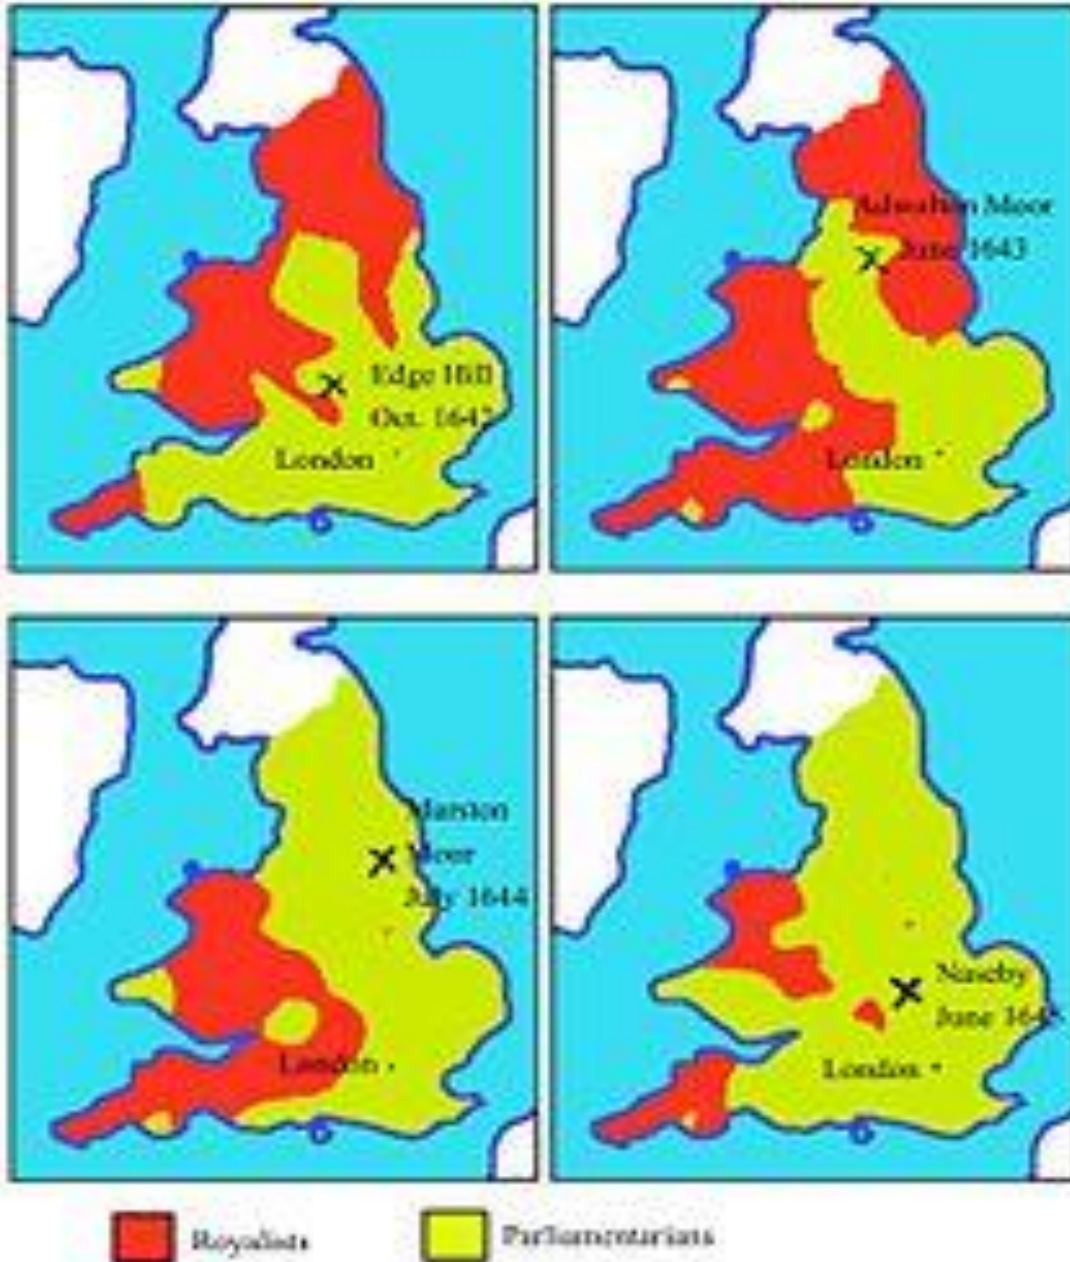 Edge Hill
Oct. 1642
London
Adwalton Moor
June 1643
London
Marston
Moor
July 1644
London
Naseby
June 1645
London
Royalists
Parliamentarians